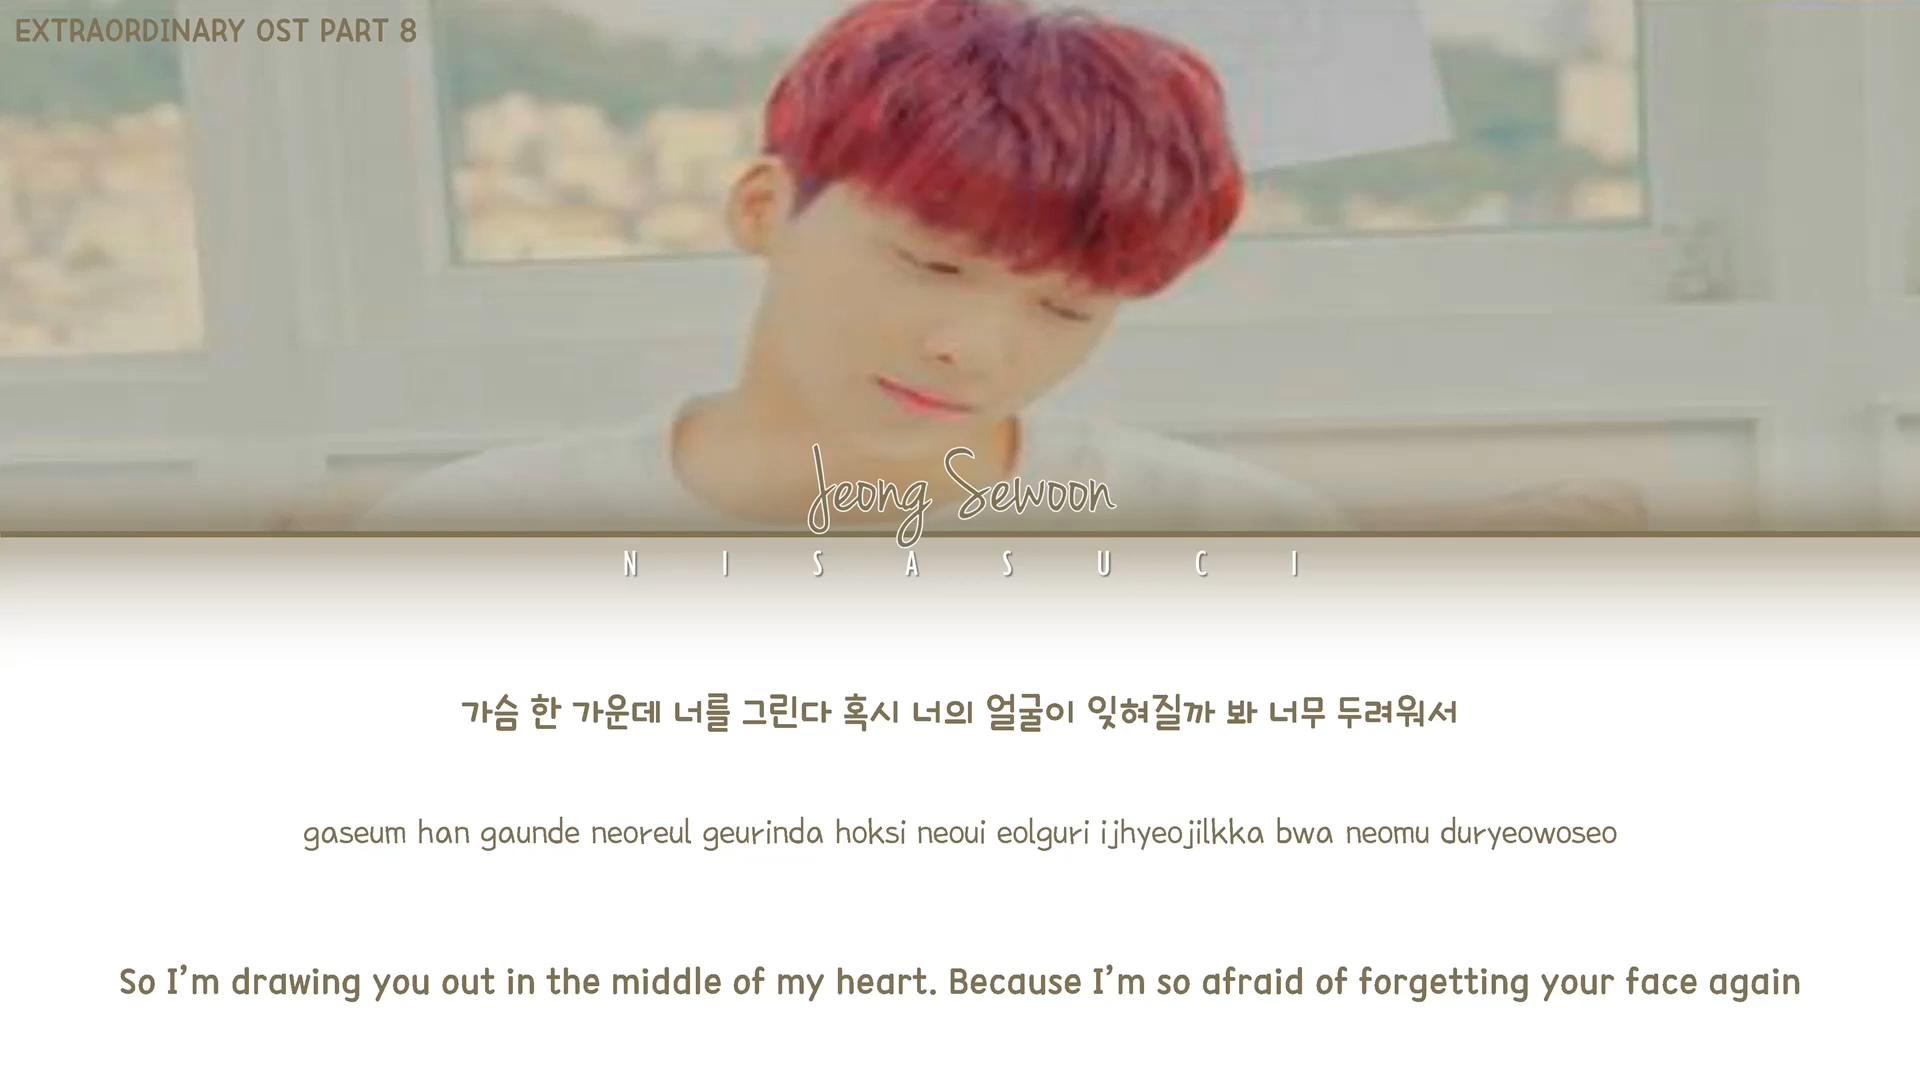 EXTRAORDINARY OST PART 8
Jeong Sewoon
NISASUCI
가슴 한 가운데 너를 그린다 혹시 너의 얼굴이 잊혀질까 봐 너무 두려워서
gaseum han gaunde neoreul geurinda hoksi neoui eolguri ijhyeojilkka bwa neomu duryeowoseo
So I'm drawing you out in the middle of my heart. Because I'm so afraid of forgetting your face again